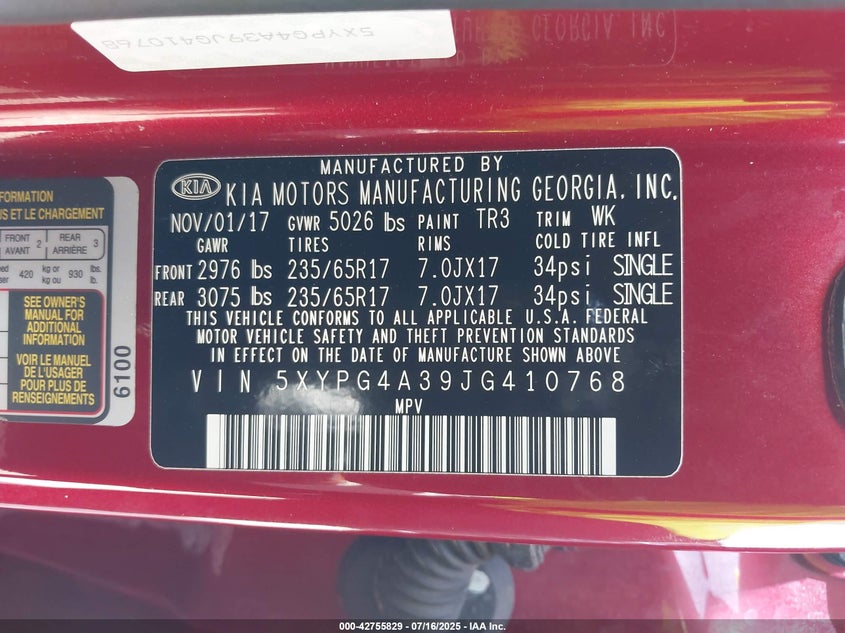 5XYPG4A39JG410768
MANUFACTURED BY
KIA KIA MOTORS MANUFACTURING GEORGIA, INC.
NOV/01/17 GVWR 5026 lbs PAINT TR3 TRIM WK
GAWR TIRES RIMS COLD TIRE INFL
FRONT 2976 lbs 235/65R17 7.0JX17 34psi SINGLE
REAR 3075 lbs 235/65R17 7.0JX17 34psi SINGLE
THIS VEHICLE CONFORMS TO ALL APPLICABLE U.S.A. FEDERAL
MOTOR VEHICLE SAFETY AND THEFT PREVENTION STANDARDS
IN EFFECT ON THE DATE OF MANUFACTURE SHOWN ABOVE
VIN 5XYPG4A39JG410768
MPV
FORMATION
US ET LE CHARGEMENT
FRONT AVANT 2 REAR ARRIÈRE 3
420 kg or kg ou 930 lbs. lb.
SEE OWNER'S
MANUAL FOR
ADDITIONAL
INFORMATION
VOIR LE MANUEL
DE L'USAGER
POUR PLUS DE
RENSEIGNEMENTS
6100
000-42755829 - 07/16/2025 - IAA Inc.